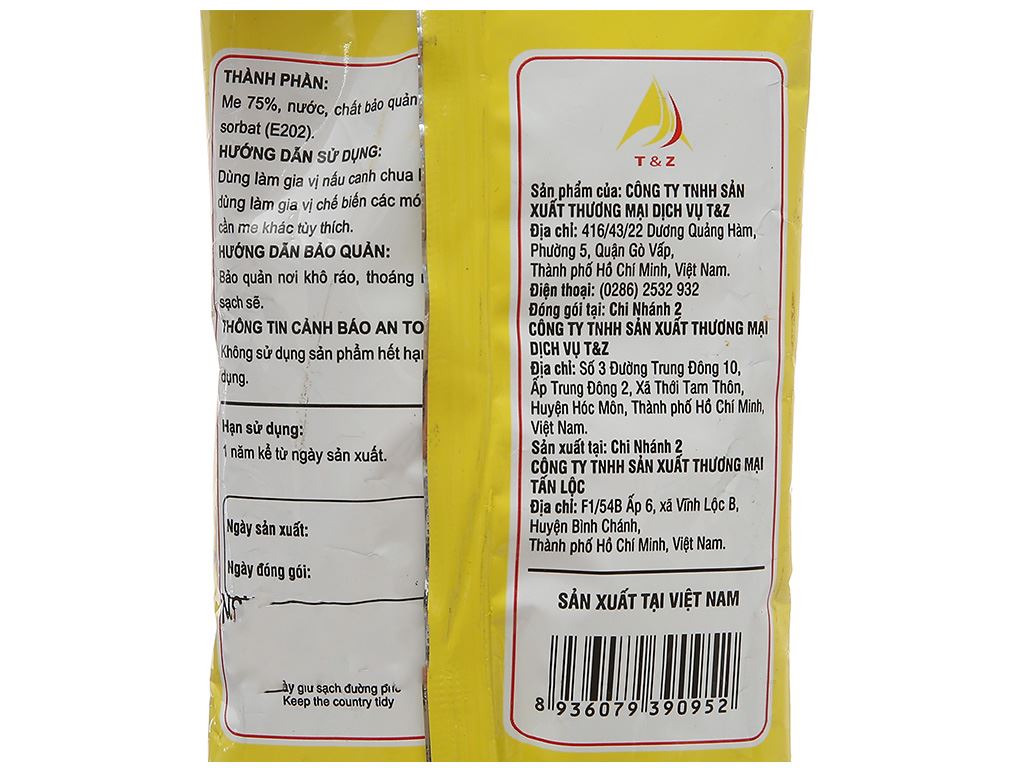 THÀNH PHẦN:
Me 75%, nước, chất bảo quản
sorbat (E202).
HƯỚNG DẪN SỬ DỤNG:
Dùng làm gia vị nấu canh chua
dùng làm gia vị chế biến các
cần me khác tùy thích.
HƯỚNG DẪN BẢO QUẢN:
Bảo quản nơi khô ráo, thoáng
sạch sẽ.
THÔNG TIN CẢNH BÁO AN
Không sử dụng sản phẩm hết
dụng.
Hạn sử dụng:
1 năm kể từ ngày sản xuất.
Ngày sản xuất:
Ngày đóng gói:
giữ sạch đường
Keep the country tidy
T & Z
Sản phẩm của: CÔNG TY TNHH SẢN
XUẤT THƯƠNG MẠI DỊCH VỤ T&Z
Địa chỉ: 416/43/22 Dương Quảng Hàm,
Phường 5, Quận Gò Vấp,
Thành phố Hồ Chí Minh, Việt Nam.
Điện thoại: (0286) 2532 932
Đóng gói tại: Chi Nhánh 2
CÔNG TY TNHH SẢN XUẤT THƯƠNG MẠI
DỊCH VỤ T&Z
Địa chỉ: Số 3 Đường Trung Đông 10,
Ấp Trung Đông 2, Xã Thới Tam Thôn,
Huyện Hóc Môn, Thành phố Hồ Chí Minh,
Việt Nam.
Sản xuất tại: Chi Nhánh 2
CÔNG TY TNHH SẢN XUẤT THƯƠNG MẠI
TẤN LỘC
Địa chỉ: F1/54B Ấp 6, xã Vĩnh Lộc B,
Huyện Bình Chánh,
Thành phố Hồ Chí Minh, Việt Nam.
SẢN XUẤT TẠI VIỆT NAM
8 936079 390952